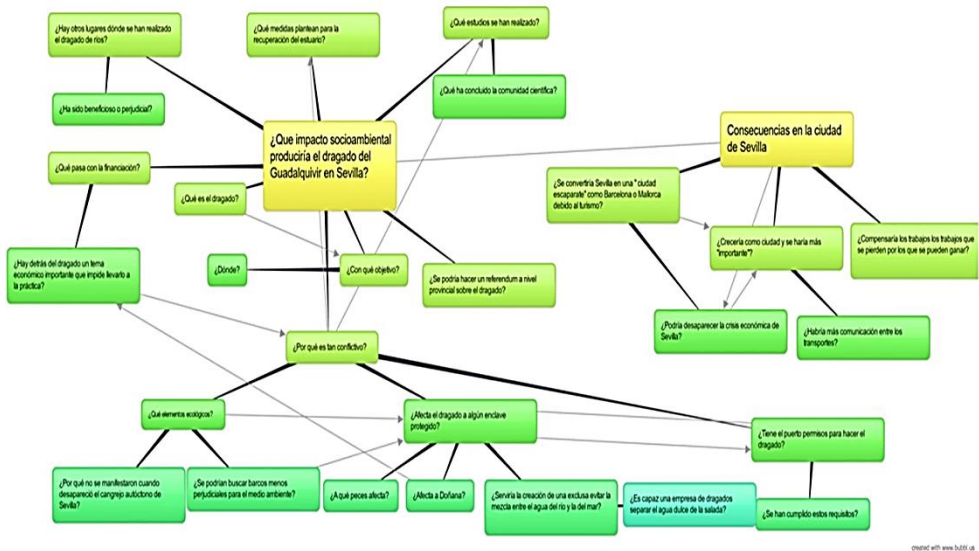 ¿Hay otros lugares dónde se han realizado
el dragado de ríos?
¿Qué medidas plantean para la
recuperación del estuario?
¿Qué estudios se han realizado?
¿Ha sido beneficioso o perjudicial?
¿Qué ha concluido la comunidad científica?
¿Que impacto socioambiental
produciría el dragado del
Guadalquivir en Sevilla?
Consecuencias en la ciudad
de Sevilla
¿Qué pasa con la financiación?
¿Qué es el dragado?
¿Se convertiría Sevilla en una " ciudad
escaparate" como Barcelona o Mallorca
debido al turismo?
¿Crecería como ciudad y se haría más
"importante"?
¿Compensaría los trabajos los trabajos que
se pierden por los que se pueden ganar?
¿Hay detrás del dragado un tema
económico importante que impide llevarlo a
la práctica?
¿Dónde?
¿Con qué objetivo?
¿Se podría hacer un referendum a nivel
provincial sobre el dragado?
¿Podría desaparecer la crisis económica de
Sevilla?
¿Habría más comunicación entre los
transportes?
¿Por qué es tan conflictivo?
¿Qué elementos ecológicos?
¿Afecta el dragado a algún enclave
protegido?
¿Tiene el puerto permisos para hacer el
dragado?
¿Por qué no se manifestaron cuando
desapareció el cangrejo autóctono de
Sevilla?
¿Se podrían buscar barcos menos
perjudiciales para el medio ambiente?
¿A qué peces afecta?
¿Afecta a Doñana?
¿Serviría la creación de una exclusa evitar la
mezcla entre el agua del río y la del mar?
¿Es capaz una empresa de dragados
separar el agua dulce de la salada?
¿Se han cumplido estos requisitos?
created with www.bubbl.us